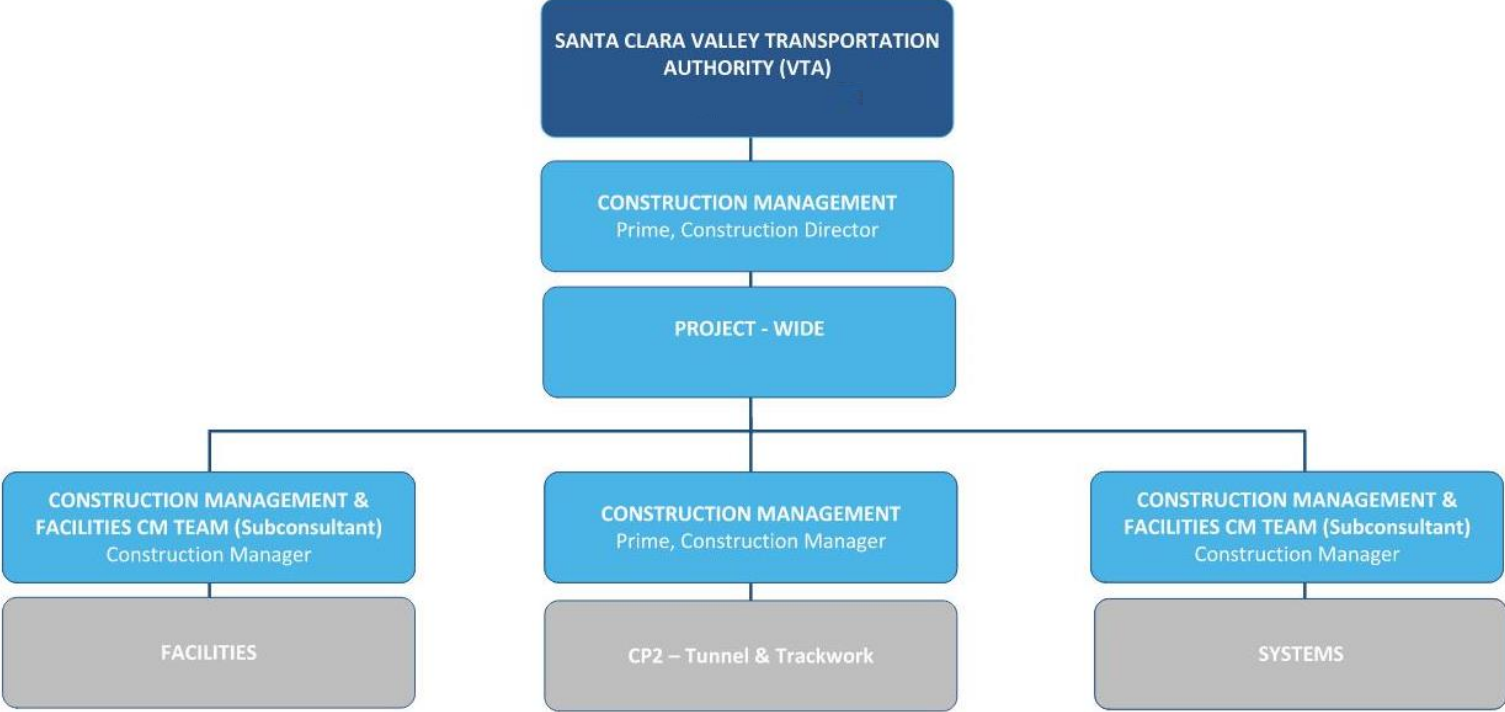 SANTA CLARA VALLEY TRANSPORTATION
AUTHORITY (VTA)
CONSTRUCTION MANAGEMENT
Prime, Construction Director
PROJECT - WIDE
CONSTRUCTION MANAGEMENT &
FACILITIES CM TEAM (Subconsultant)
Construction Manager
FACILITIES
CONSTRUCTION MANAGEMENT
Prime, Construction Manager
CP2 – Tunnel & Trackwork
CONSTRUCTION MANAGEMENT &
FACILITIES CM TEAM (Subconsultant)
Construction Manager
SYSTEMS